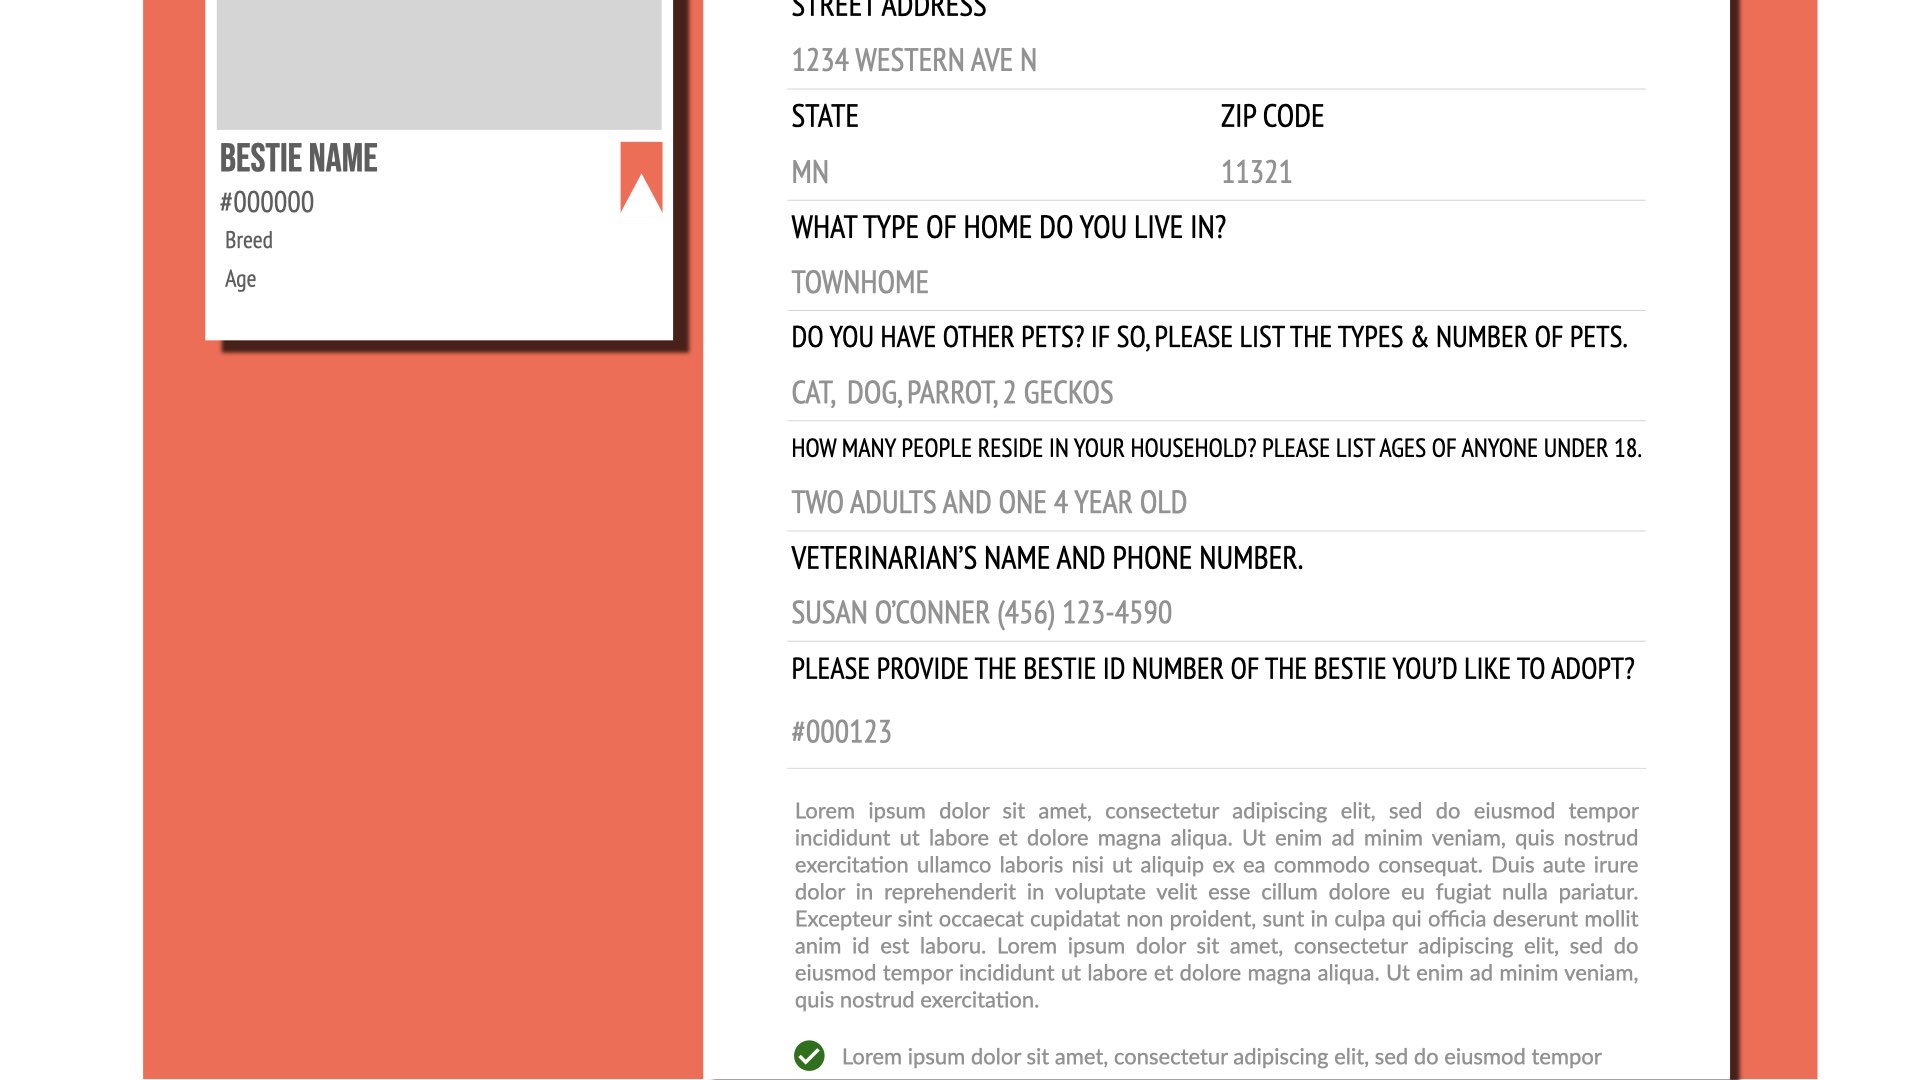 BESTIE NAME
#000000
Breed
Age
STREET ADDRESS
1234 WESTERN AVE N
STATE ZIP CODE
MN 11321
WHAT TYPE OF HOME DO YOU LIVE IN?
TOWNHOME
DO YOU HAVE OTHER PETS? IF SO, PLEASE LIST THE TYPES & NUMBER OF PETS.
CAT, DOG, PARROT, 2 GECKOS
HOW MANY PEOPLE RESIDE IN YOUR HOUSEHOLD? PLEASE LIST AGES OF ANYONE UNDER 18.
TWO ADULTS AND ONE 4 YEAR OLD
VETERINARIAN’S NAME AND PHONE NUMBER.
SUSAN O’CONNER (456) 123-4590
PLEASE PROVIDE THE BESTIE ID NUMBER OF THE BESTIE YOU’D LIKE TO ADOPT?
#000123
Lorem ipsum dolor sit amet, consectetur adipiscing elit, sed do eiusmod tempor
incididunt ut labore et dolore magna aliqua. Ut enim ad minim veniam, quis nostrud
exercitation ullamco laboris nisi ut aliquip ex ea commodo consequat. Duis aute irure
dolor in reprehenderit in voluptate velit esse cillum dolore eu fugiat nulla pariatur.
Excepteur sint occaecat cupidatat non proident, sunt in culpa qui officia deserunt mollit
anim id est laboru. Lorem ipsum dolor sit amet, consectetur adipiscing elit, sed do
eiusmod tempor incididunt ut labore et dolore magna aliqua. Ut enim ad minim veniam,
quis nostrud exercitation.
Lorem ipsum dolor sit amet, consectetur adipiscing elit, sed do eiusmod tempor